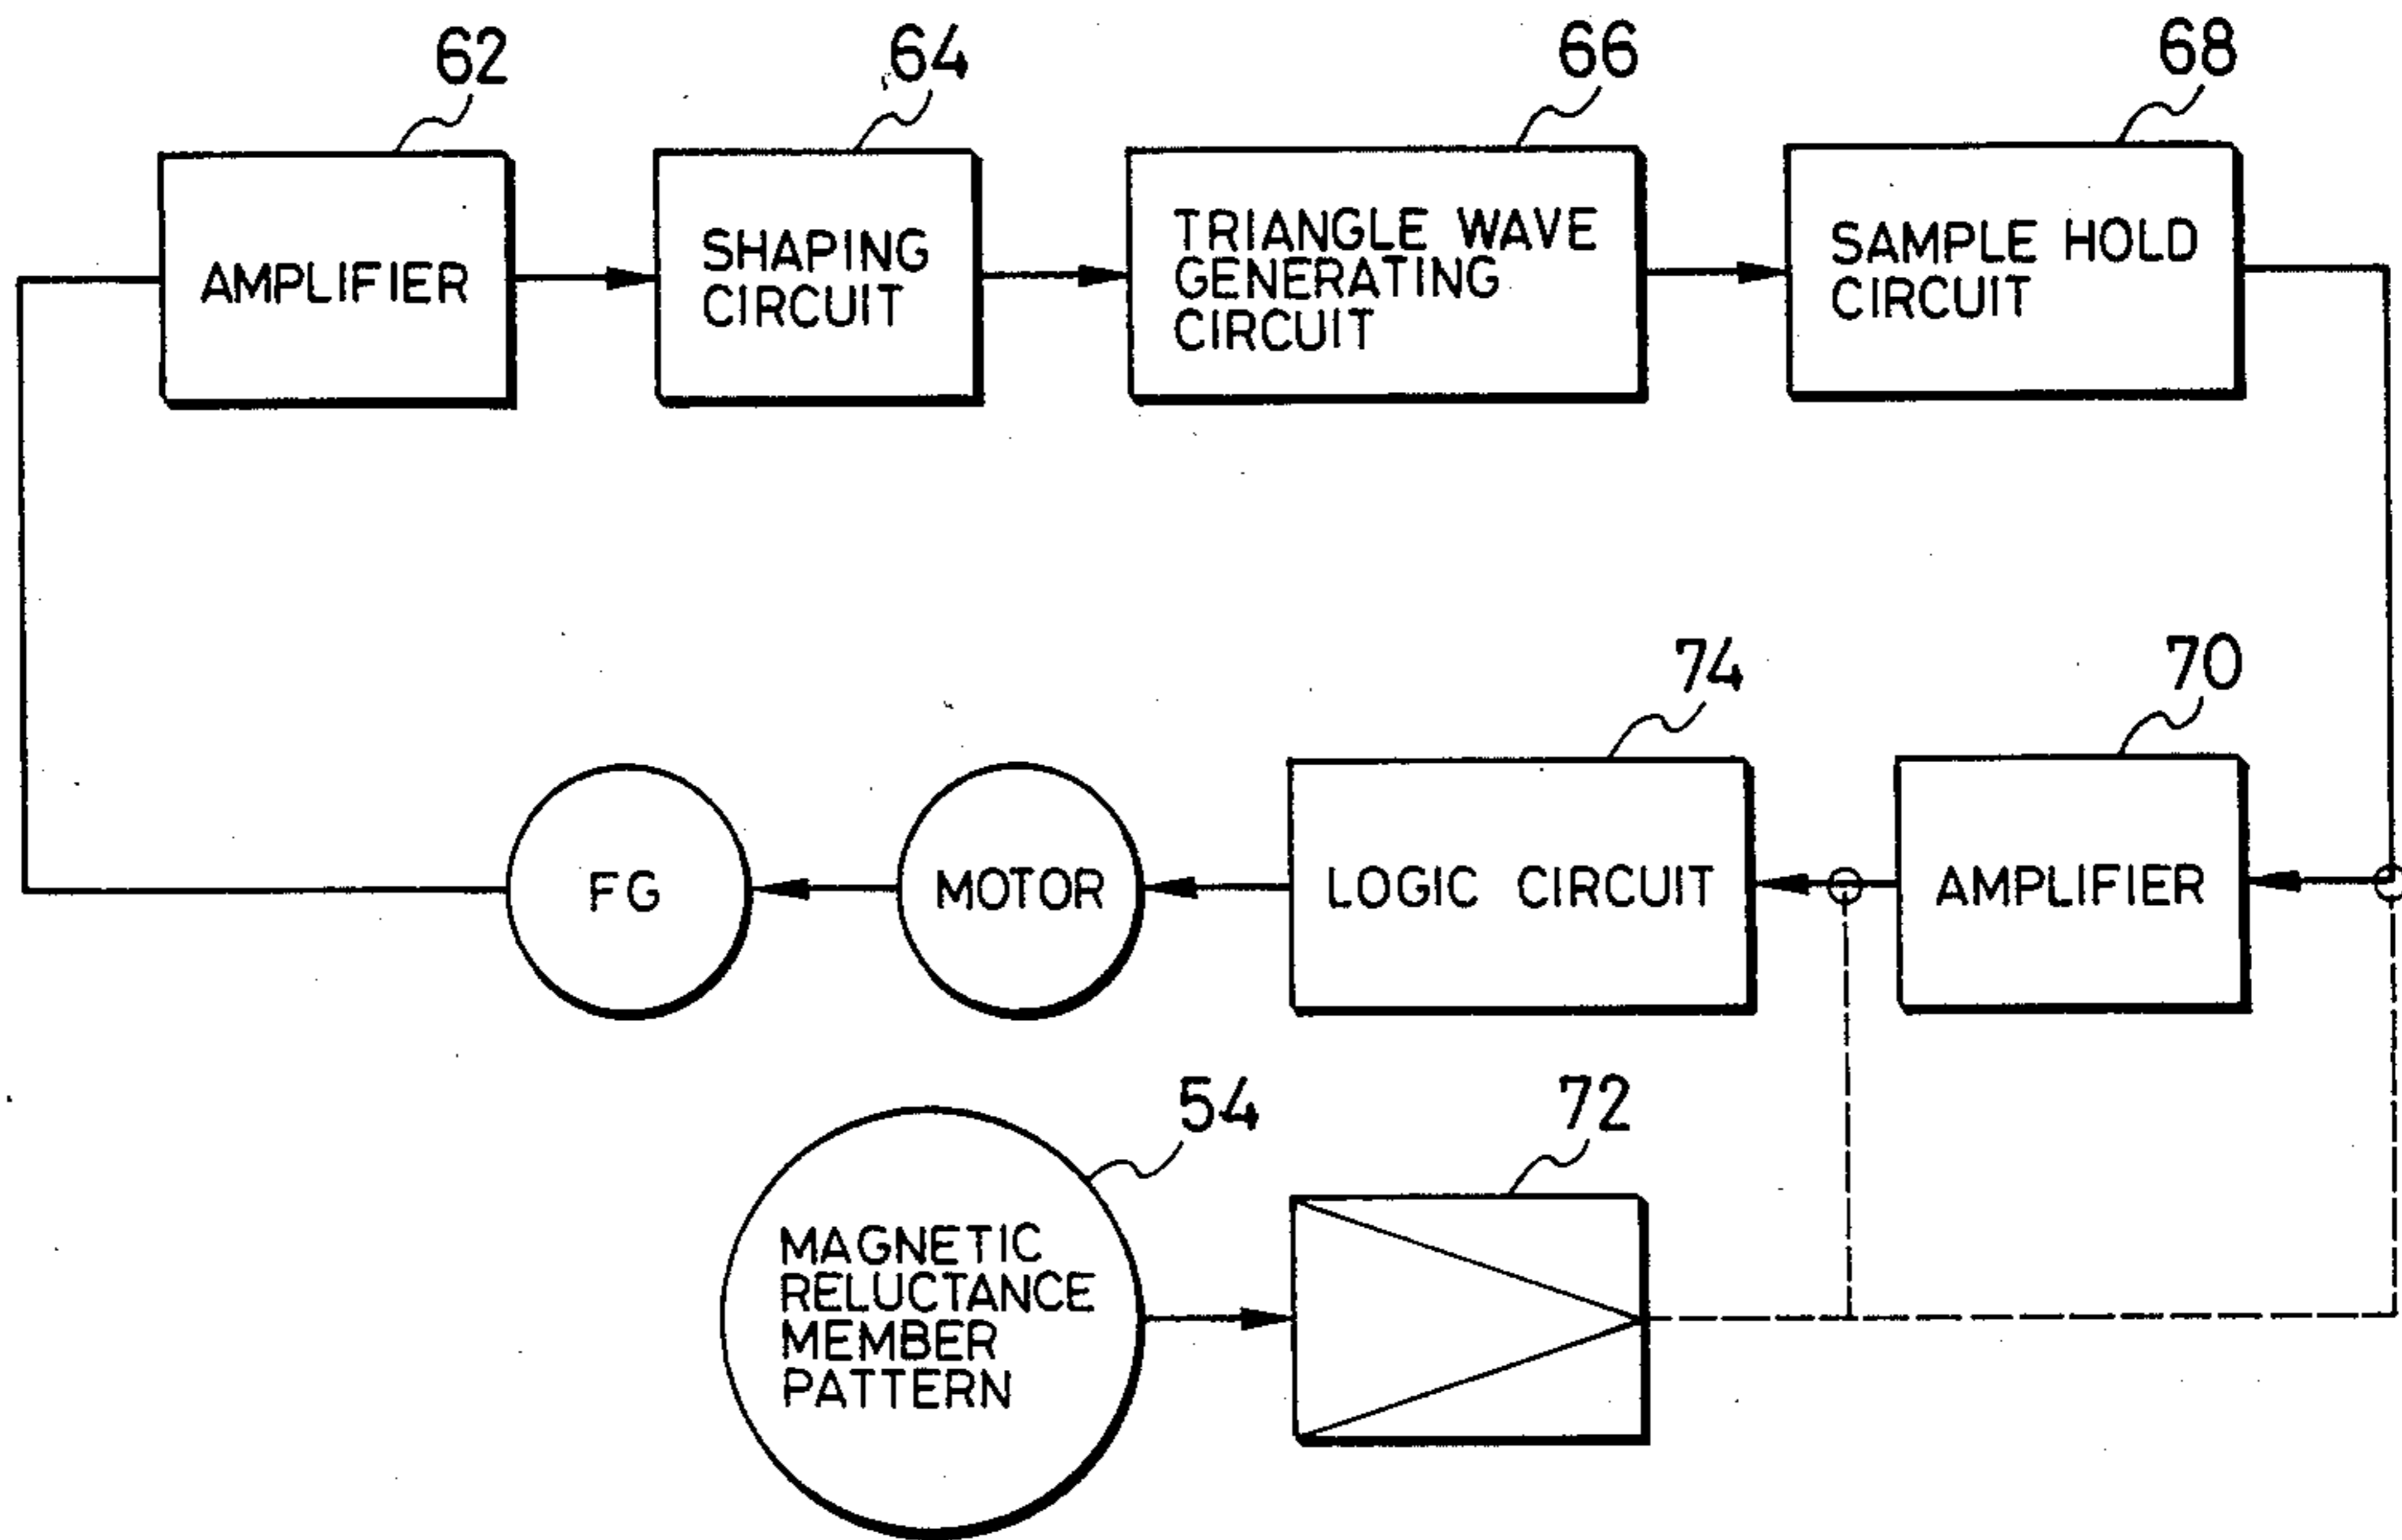 62
64
66
68
AMPLIFIER
SHAPING
CIRCUIT
TRIANGLE WAVE
GENERATING
CIRCUIT
SAMPLE HOLD
CIRCUIT
74
70
FG
MOTOR
LOGIC CIRCUIT
AMPLIFIER
54
72
MAGNETIC
RELUCTANCE
MEMBER
PATTERN